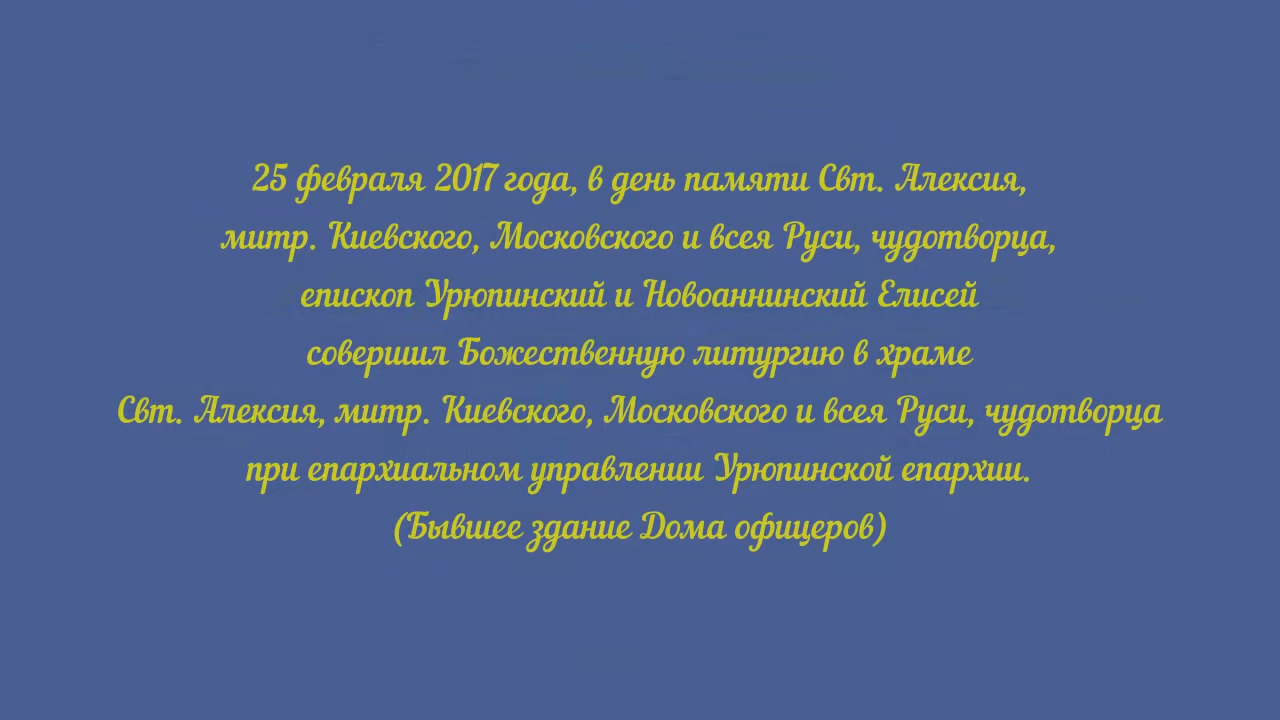 25 февраля 2017 года, в день памяти Свт. Алексия,
митр. Киевского, Московского и всея Руси, чудотворца,
епископ Урюпинский и Новоаннинский Елисей
совершил Божественную литургию в храме
Свт. Алексия, митр. Киевского, Московского и всея Руси, чудотворца
при епархиальном управлении Урюпинской епархии.
(Бывшее здание Дома офицеров)